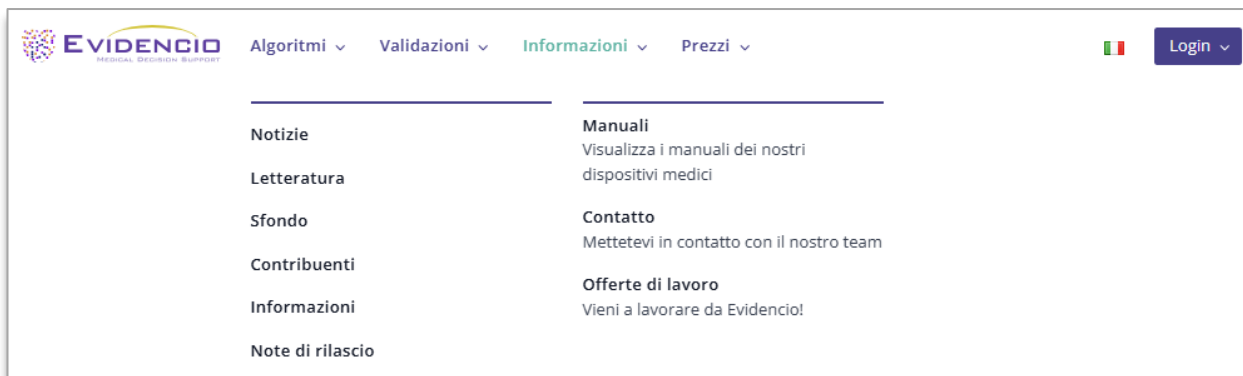 EVIDENCIO
MEDICAL DECISION SUPPORT
Algoritmi
Validazioni
Informazioni
Prezzi
Login
Notizie
Letteratura
Sfondo
Contribuenti
Informazioni
Note di rilascio
Manuali
Visualizza i manuali dei nostri
dispositivi medici
Contatto
Mettetevi in contatto con il nostro team
Offerte di lavoro
Vieni a lavorare da Evidencio!